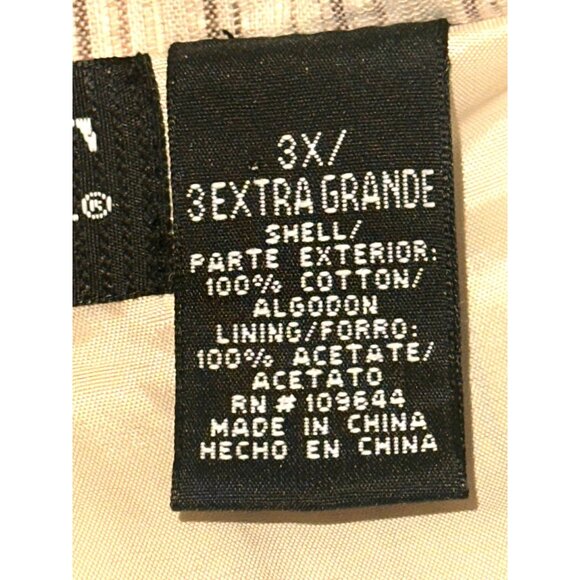 3X/
3 EXTRA GRANDE
SHELL/
PARTE EXTERIOR:
100% COTTON/
ALGODON
LINING/FORRO:
100% ACETATE/
ACETATO
RN # 109644
MADE IN CHINA
HECHO EN CHINA
®